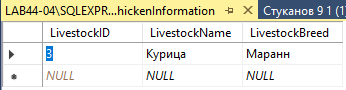 LAB44-04\SQLEXPR...hickenInformation Стуканов 9 1 (1)
LivestockID LivestockName LivestockBreed
3 Курица Маранн
NULL NULL NULL